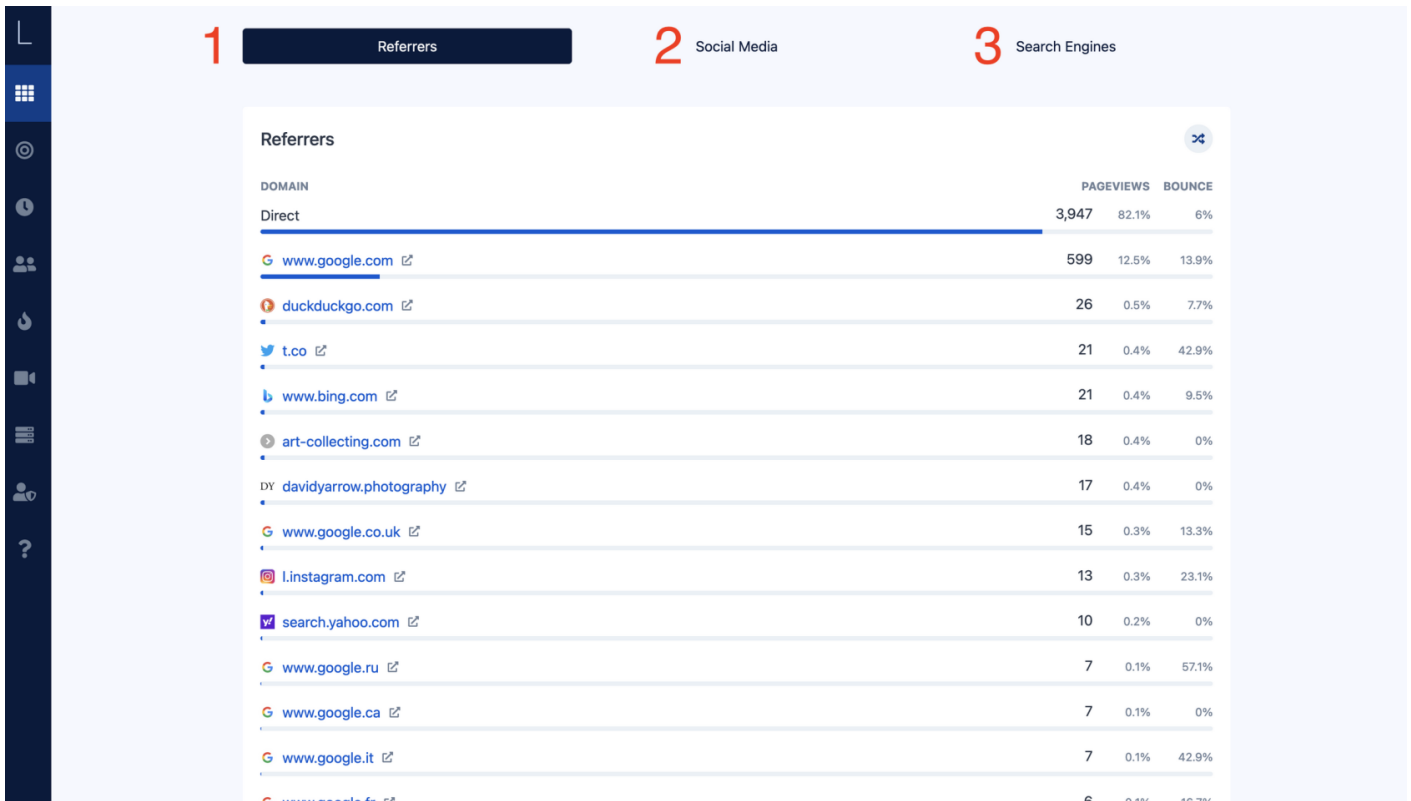 L
1 Referrers 2 Social Media 3 Search Engines
Referrers
DOMAIN PAGEVIEWS BOUNCE
Direct 3,947 82.1% 6%
www.google.com 599 12.5% 13.9%
duckduckgo.com 26 0.5% 7.7%
t.co 21 0.4% 42.9%
www.bing.com 21 0.4% 9.5%
art-collecting.com 18 0.4% 0%
DY davidyarrow.photography 17 0.4% 0%
www.google.co.uk 15 0.3% 13.3%
l.instagram.com 13 0.3% 23.1%
search.yahoo.com 10 0.2% 0%
www.google.ru 7 0.1% 57.1%
www.google.ca 7 0.1% 0%
www.google.it 7 0.1% 42.9%